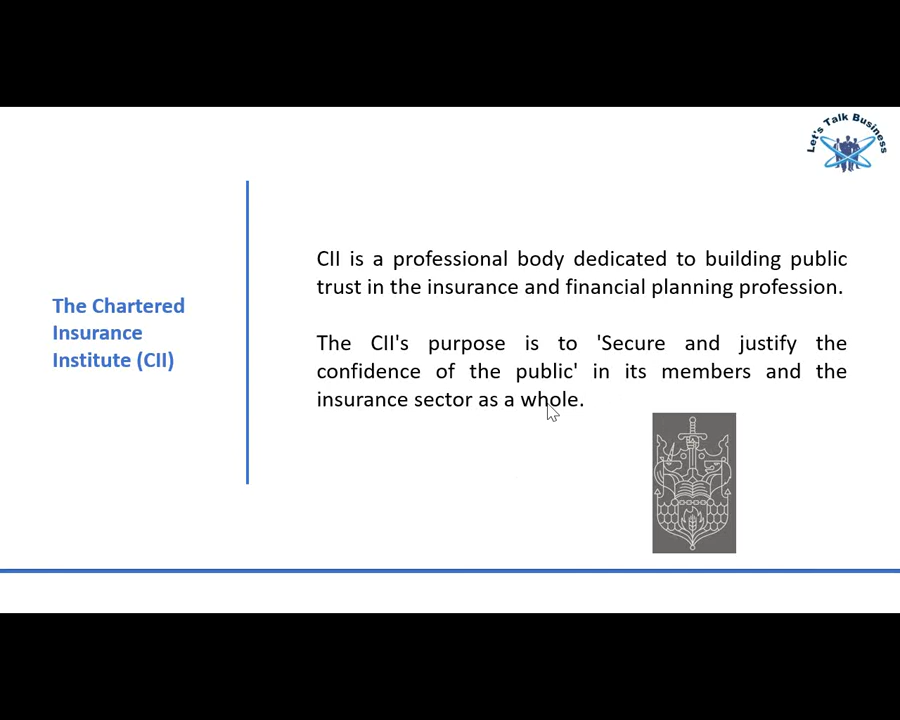 Let's Talk Business
The Chartered
Insurance
Institute (CII)
CII is a professional body dedicated to building public
trust in the insurance and financial planning profession.
The CII's purpose is to 'Secure and justify the
confidence of the public' in its members and the
insurance sector as a whole.